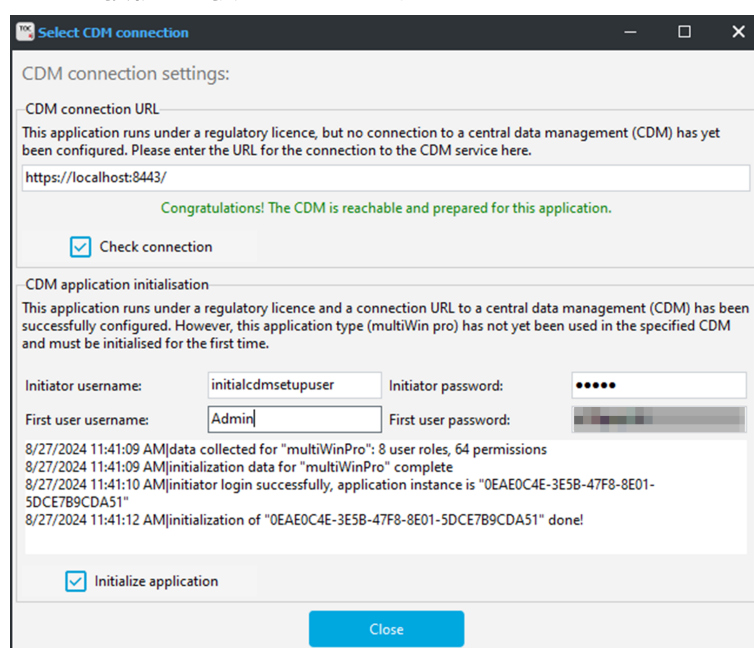 TOC
Select CDM connection
CDM connection settings:
CDM connection URL
This application runs under a regulatory licence, but no connection to a central data management (CDM) has yet
been configured. Please enter the URL for the connection to the CDM service here.
https://localhost:8443/
Congratulations! The CDM is reachable and prepared for this application.
Check connection
CDM application initialisation
This application runs under a regulatory licence and a connection URL to a central data management (CDM) has been
successfully configured. However, this application type (multiWin pro) has not yet been used in the specified CDM
and must be initialised for the first time.
Initiator username: initialcdmsetupuser Initiator password: •••••
First user username: Admin First user password:
8/27/2024 11:41:09 AM|data collected for "multiWinPro": 8 user roles, 64 permissions
8/27/2024 11:41:09 AM|initialization data for "multiWinPro" complete
8/27/2024 11:41:10 AM|initiator login successfully, application instance is "0EAE0C4E-3E5B-47F8-8E01-
5DCE7B9CDA51"
8/27/2024 11:41:12 AM|initialization of "0EAE0C4E-3E5B-47F8-8E01-5DCE7B9CDA51" done!
Initialize application
Close